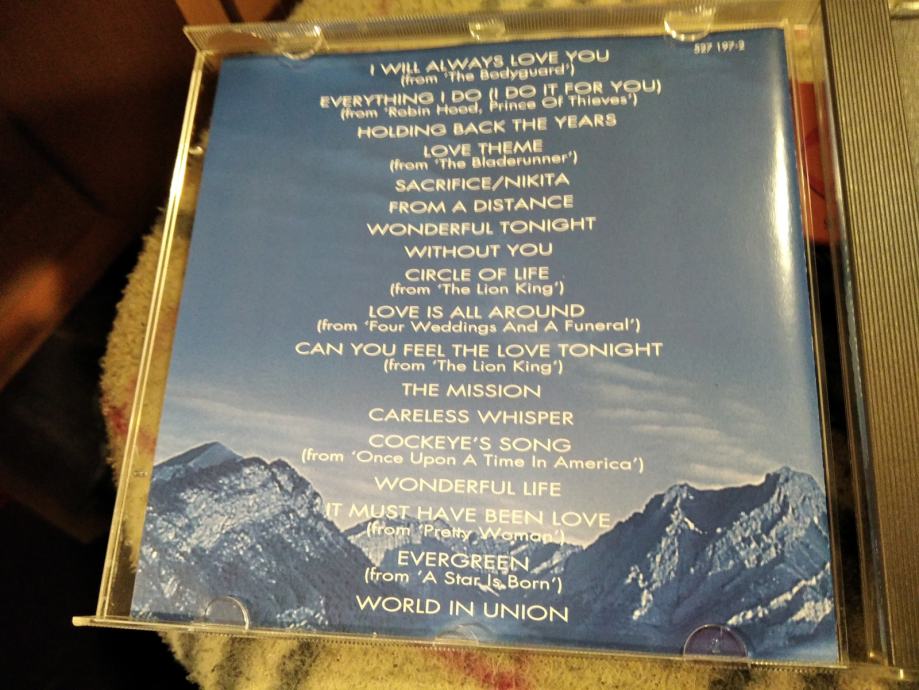 527 197-2
I WILL ALWAYS LOVE YOU
(from 'The Bodyguard')
EVERYTHING I DO (I DO IT FOR YOU)
(from 'Robin Hood, Prince Of Thieves')
HOLDING BACK THE YEARS
LOVE THEME
(from 'The Bladerunner')
SACRIFICE/NIKITA
FROM A DISTANCE
WONDERFUL TONIGHT
WITHOUT YOU
CIRCLE OF LIFE
(from 'The Lion King')
LOVE IS ALL AROUND
(from 'Four Weddings And A Funeral')
CAN YOU FEEL THE LOVE TONIGHT
(from 'The Lion King')
THE MISSION
CARELESS WHISPER
COCKEYE'S SONG
(from 'Once Upon A Time In America')
WONDERFUL LIFE
IT MUST HAVE BEEN LOVE
(from 'Pretty Woman')
EVERGREEN
(from 'A Star Is Born')
WORLD IN UNION